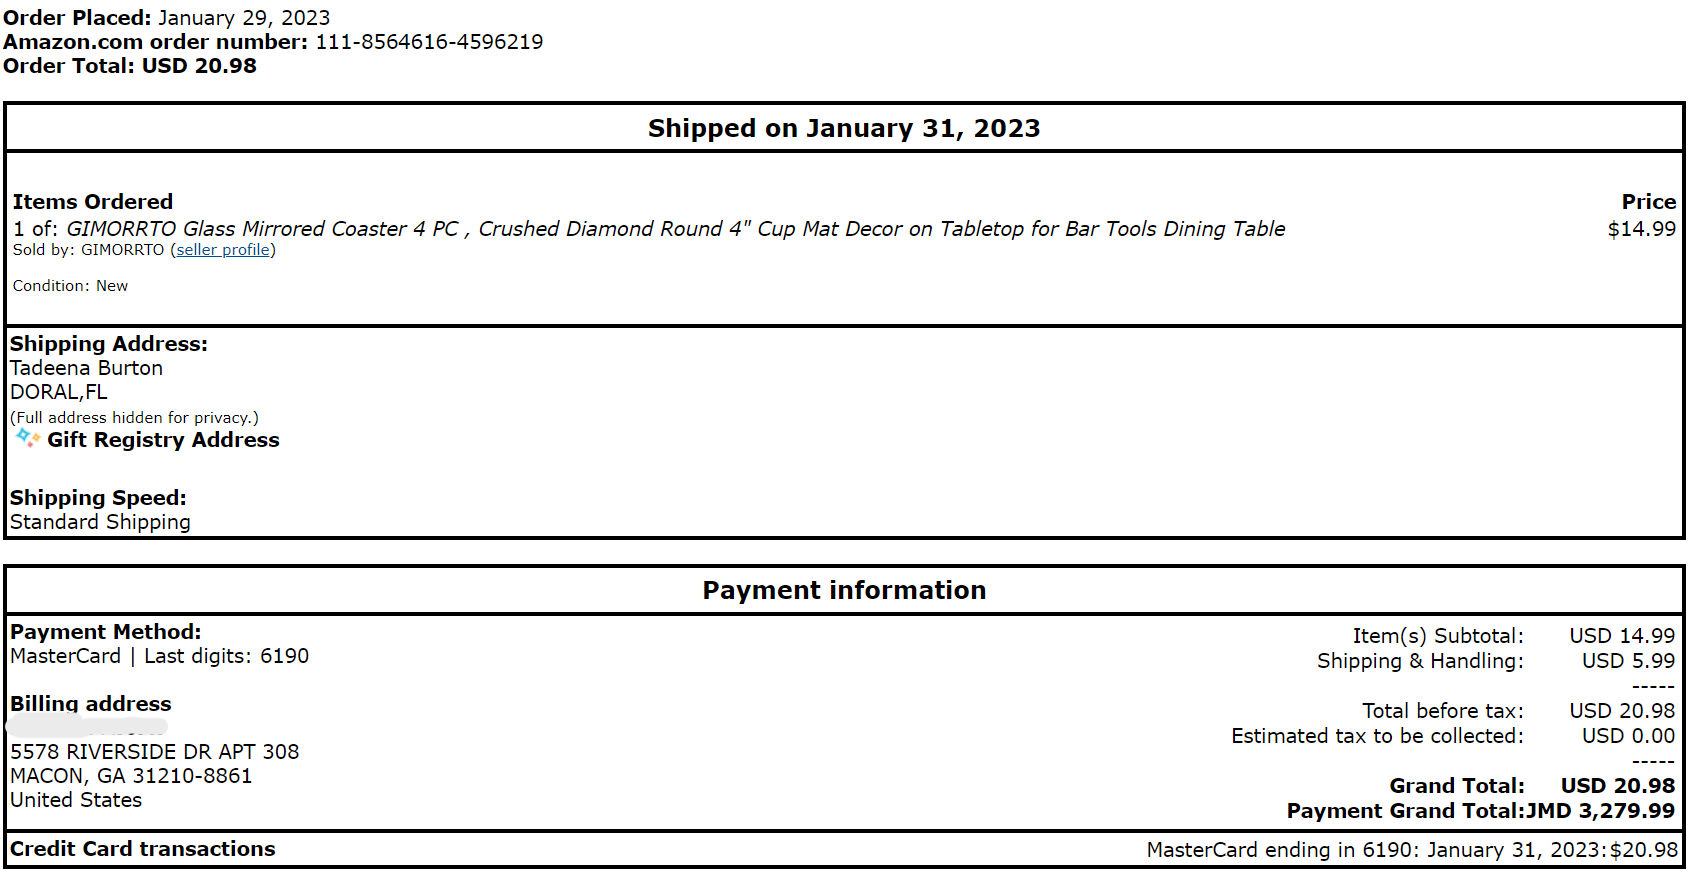 Order Placed: January 29, 2023
Amazon.com order number: 111-8564616-4596219
Order Total: USD 20.98
Shipped on January 31, 2023
Items Ordered Price
1 of: GIMORRTO Glass Mirrored Coaster 4 PC , Crushed Diamond Round 4" Cup Mat Decor on Tabletop for Bar Tools Dining Table $14.99
Sold by: GIMORRTO (seller profile)
Condition: New
Shipping Address:
Tadeena Burton
DORAL,FL
(Full address hidden for privacy.)
Gift Registry Address
Shipping Speed:
Standard Shipping
Payment information
Payment Method:
MasterCard | Last digits: 6190
Billing address
5578 RIVERSIDE DR APT 308
MACON, GA 31210-8861
United States
Item(s) Subtotal: USD 14.99
Shipping & Handling: USD 5.99
-----
Total before tax: USD 20.98
Estimated tax to be collected: USD 0.00
-----
Grand Total: USD 20.98
Payment Grand Total:JMD 3,279.99
Credit Card transactions MasterCard ending in 6190: January 31, 2023:$20.98